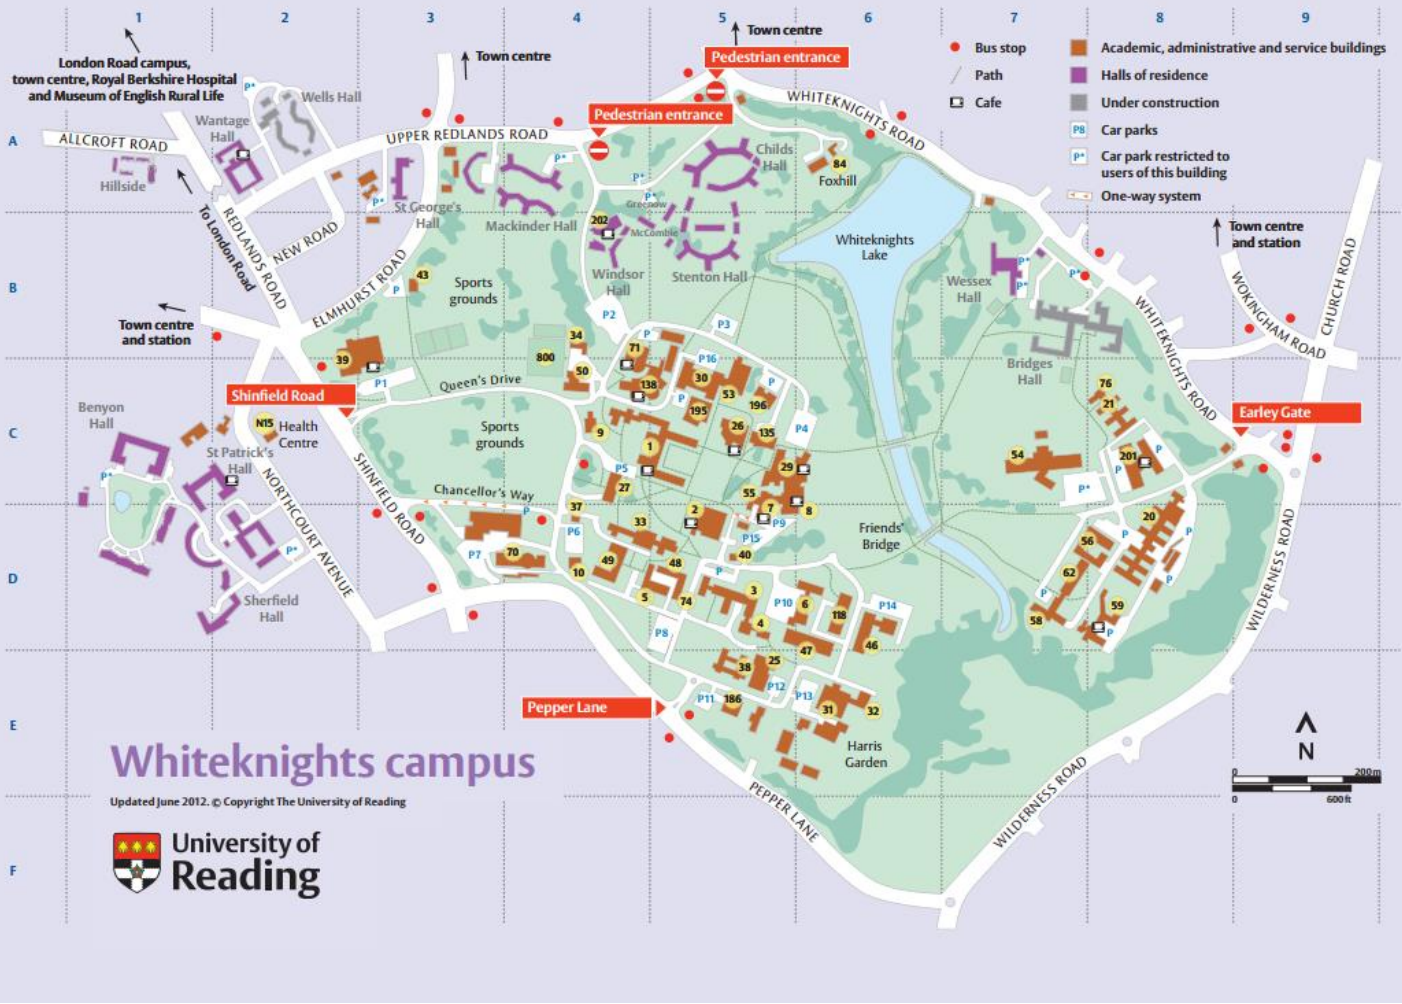 1 2 3 4 5 6 7 8 9
Town centre
Pedestrian entrance
London Road campus,
town centre, Royal Berkshire Hospital
and Museum of English Rural Life
Town centre
Bus stop
Path
Cafe
Academic, administrative and service buildings
Halls of residence
Under construction
P8 Car parks
P* Car park restricted to
users of this building
One-way system
P*
Wells Hall
Wantage
Hall
Pedestrian entrance
WHITEKNIGHTS ROAD
A
ALLCROFT ROAD
UPPER REDLANDS ROAD
Hillside
P*
St George's
Hall
P*
Mackinder Hall
P*
P*
Childs
Hall
84
Foxhill
To London Road
REDLANDS ROAD
NEW ROAD
202
Greenow
McCombie
Windsor
Hall
Stenton Hall
Whiteknights
Lake
Town centre
and station
B
ELMHURST ROAD
43
P
Sports
grounds
Wessex
Hall
P*
P*
P*
WHITEKNIGHTS ROAD
WOKINGHAM ROAD
CHURCH ROAD
Town centre
and station
P2
P3
34
800
50
71
P
P16
138
30
53
P
P
195
196
39
P1
Queen's Drive
Bridges
Hall
76
21
Shinfield Road
Earley Gate
C
Benyon
Hall
N15
Health
Centre
St Patrick's
Hall
P*
Sports
grounds
9
1
26
135
P4
P5
27
29
54
201
P
P
P*
SHINFIELD ROAD
NORTHCOURT AVENUE
Chancellor's Way
P
37
55
7
8
2
33
P6
P9
P15
40
Friends'
Bridge
20
P
P
56
D
P*
P7
70
10
49
48
P
62
P
P
5
74
3
P10
6
118
P14
58
59
P
Sherfield
Hall
P8
4
47
46
WILDERNESS ROAD
38
25
P12
P11
186
P13
31
32
E
Pepper Lane
Harris
Garden
N
Whiteknights campus
Updated June 2012. © Copyright The University of Reading
0 200m
0 600ft
PEPPER LANE
WILDERNESS ROAD
University of
Reading
F